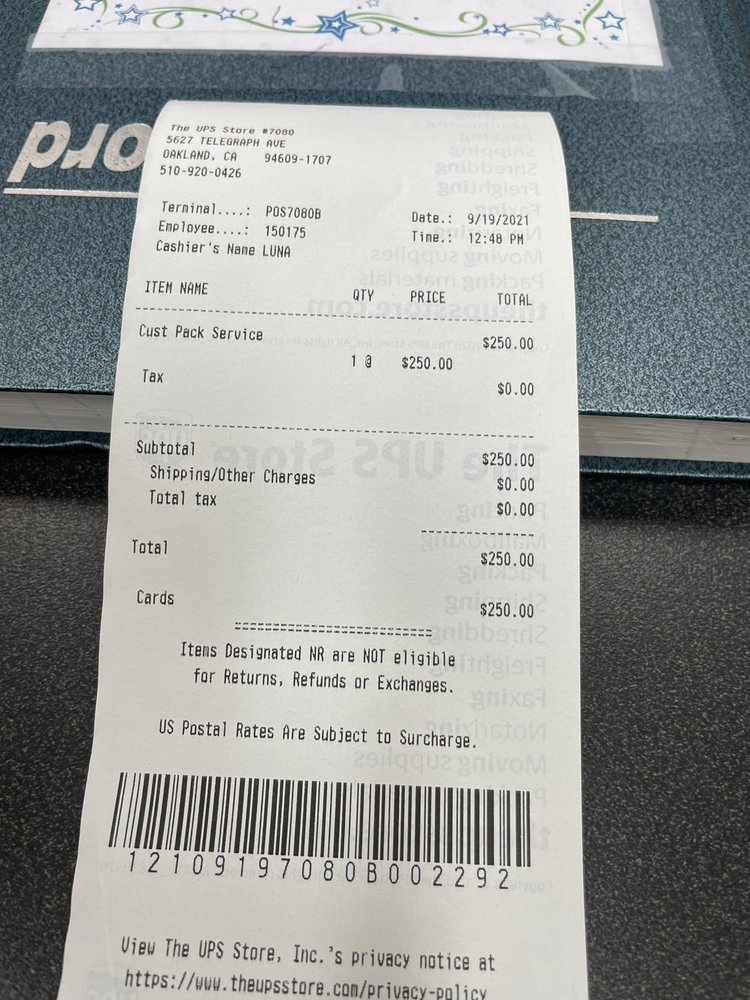 ord
The UPS Store #7080
5627 TELEGRAPH AVE
OAKLAND, CA 94609-1707
510-920-0426
Terminal....: POS7080B Date.: 9/19/2021
Employee....: 150175 Time.: 12:48 PM
Cashier's Name LUNA
ITEM NAME QTY PRICE TOTAL
Cust Pack Service $250.00
1 @ $250.00
Tax $0.00
Subtotal $250.00
Shipping/Other Charges $0.00
Total tax $0.00
Total $250.00
Cards $250.00
Items Designated NR are NOT eligible
for Returns, Refunds or Exchanges.
US Postal Rates Are Subject to Surcharge.
12109197080B002292
View The UPS Store, Inc.'s privacy notice at
https://www.theupsstore.com/privacy-policy